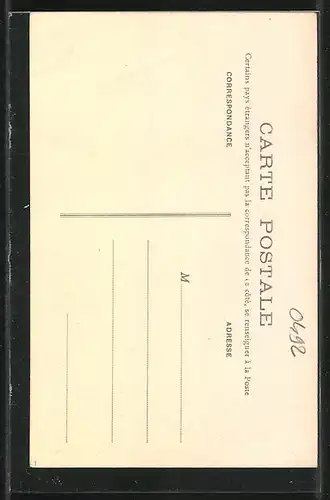 CARTE POSTALE
Certains pays étrangers n'acceptant pas la correspondance de ce côté, se renseigner à la Poste
CORRESPONDANCE
ADRESSE
M
0492